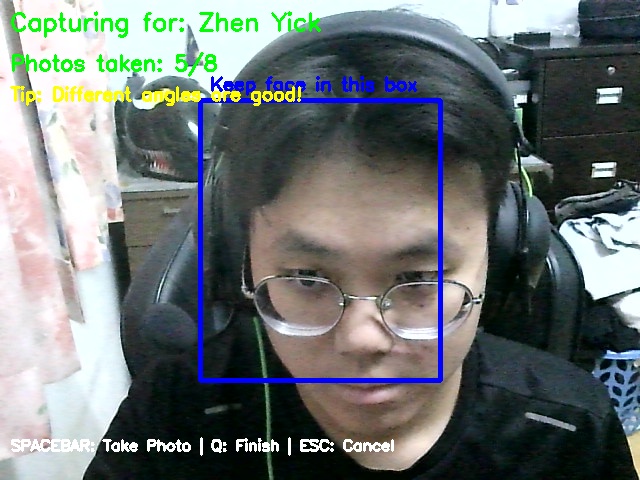 Capturing for: Zhen Yick
Photos taken: 5/8
Keep face in this box
Tip: Different angles are good!
SPACEBAR: Take Photo | Q: Finish | ESC: Cancel